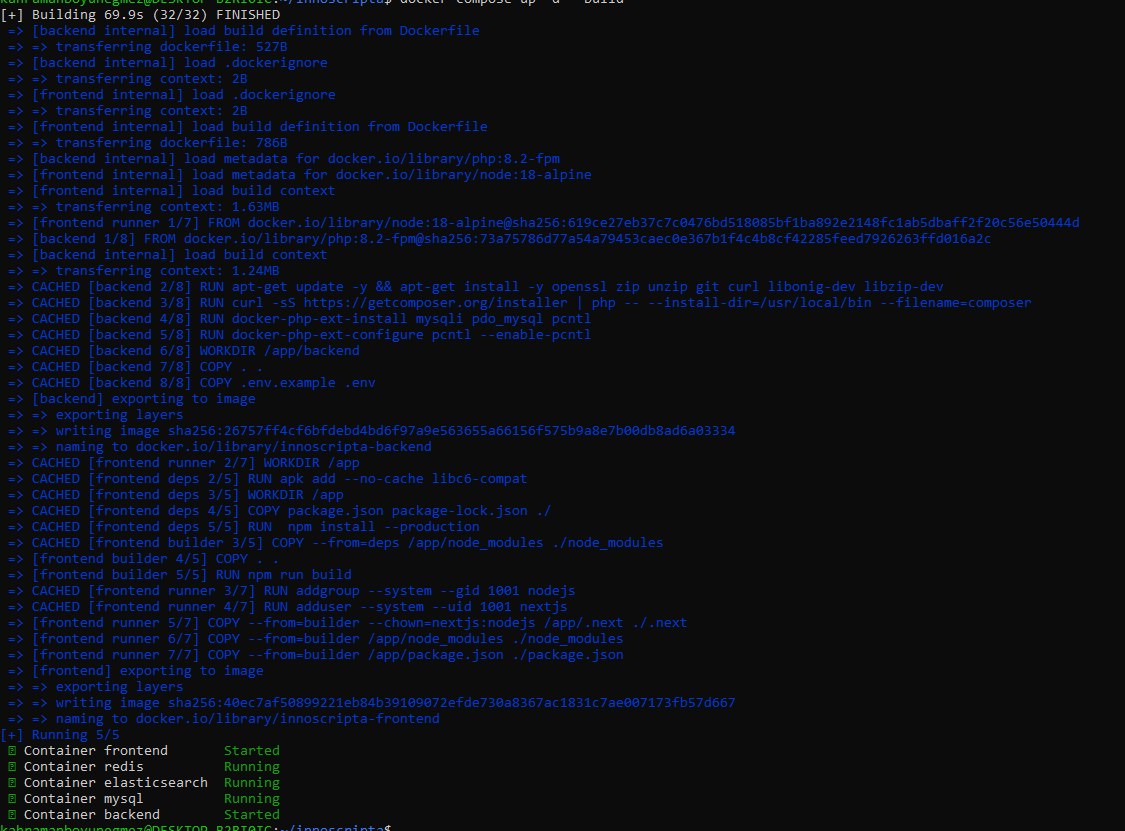 [+] Building 69.9s (32/32) FINISHED
=> [backend internal] load build definition from Dockerfile
=> => transferring dockerfile: 527B
=> [backend internal] load .dockerignore
=> => transferring context: 2B
=> [frontend internal] load .dockerignore
=> => transferring context: 2B
=> [frontend internal] load build definition from Dockerfile
=> => transferring dockerfile: 786B
=> [backend internal] load metadata for docker.io/library/php:8.2-fpm
=> [frontend internal] load metadata for docker.io/library/node:18-alpine
=> [frontend internal] load build context
=> => transferring context: 1.63MB
=> [frontend runner 1/7] FROM docker.io/library/node:18-alpine@sha256:619ce27eb37c7c0476bd518085bf1ba892e2148fc1ab5dbaff2f20c56e50444d
=> [backend 1/8] FROM docker.io/library/php:8.2-fpm@sha256:73a75786d77a54a79453caec0e367b1f4c4b8cf42285feed7926263ffd016a2c
=> [backend internal] load build context
=> => transferring context: 1.24MB
=> CACHED [backend 2/8] RUN apt-get update -y && apt-get install -y openssl zip unzip git curl libonig-dev libzip-dev
=> CACHED [backend 3/8] RUN curl -sS https://getcomposer.org/installer | php -- --install-dir=/usr/local/bin --filename=composer
=> CACHED [backend 4/8] RUN docker-php-ext-install mysqli pdo_mysql pcntl
=> CACHED [backend 5/8] RUN docker-php-ext-configure pcntl --enable-pcntl
=> CACHED [backend 6/8] WORKDIR /app/backend
=> CACHED [backend 7/8] COPY . .
=> CACHED [backend 8/8] COPY .env.example .env
=> [backend] exporting to image
=> => exporting layers
=> => writing image sha256:26757ff4cf6bfdebd4bd6f97a9e563655a66156f575b9a8e7b00db8ad6a03334
=> => naming to docker.io/library/innoscripta-backend
=> CACHED [frontend runner 2/7] WORKDIR /app
=> CACHED [frontend deps 2/5] RUN apk add --no-cache libc6-compat
=> CACHED [frontend deps 3/5] WORKDIR /app
=> CACHED [frontend deps 4/5] COPY package.json package-lock.json ./
=> CACHED [frontend deps 5/5] RUN  npm install --production
=> CACHED [frontend builder 3/5] COPY --from=deps /app/node_modules ./node_modules
=> [frontend builder 4/5] COPY . .
=> [frontend builder 5/5] RUN npm run build
=> CACHED [frontend runner 3/7] RUN addgroup --system --gid 1001 nodejs
=> CACHED [frontend runner 4/7] RUN adduser --system --uid 1001 nextjs
=> [frontend runner 5/7] COPY --from=builder --chown=nextjs:nodejs /app/.next ./.next
=> [frontend runner 6/7] COPY --from=builder /app/node_modules ./node_modules
=> [frontend runner 7/7] COPY --from=builder /app/package.json ./package.json
=> [frontend] exporting to image
=> => exporting layers
=> => writing image sha256:40ec7af50899221eb84b39109072efde730a8367ac1831c7ae007173fb57d667
=> => naming to docker.io/library/innoscripta-frontend
[+] Running 5/5
Container frontend Started
Container redis Running
Container elasticsearch Running
Container mysql Running
Container backend Started